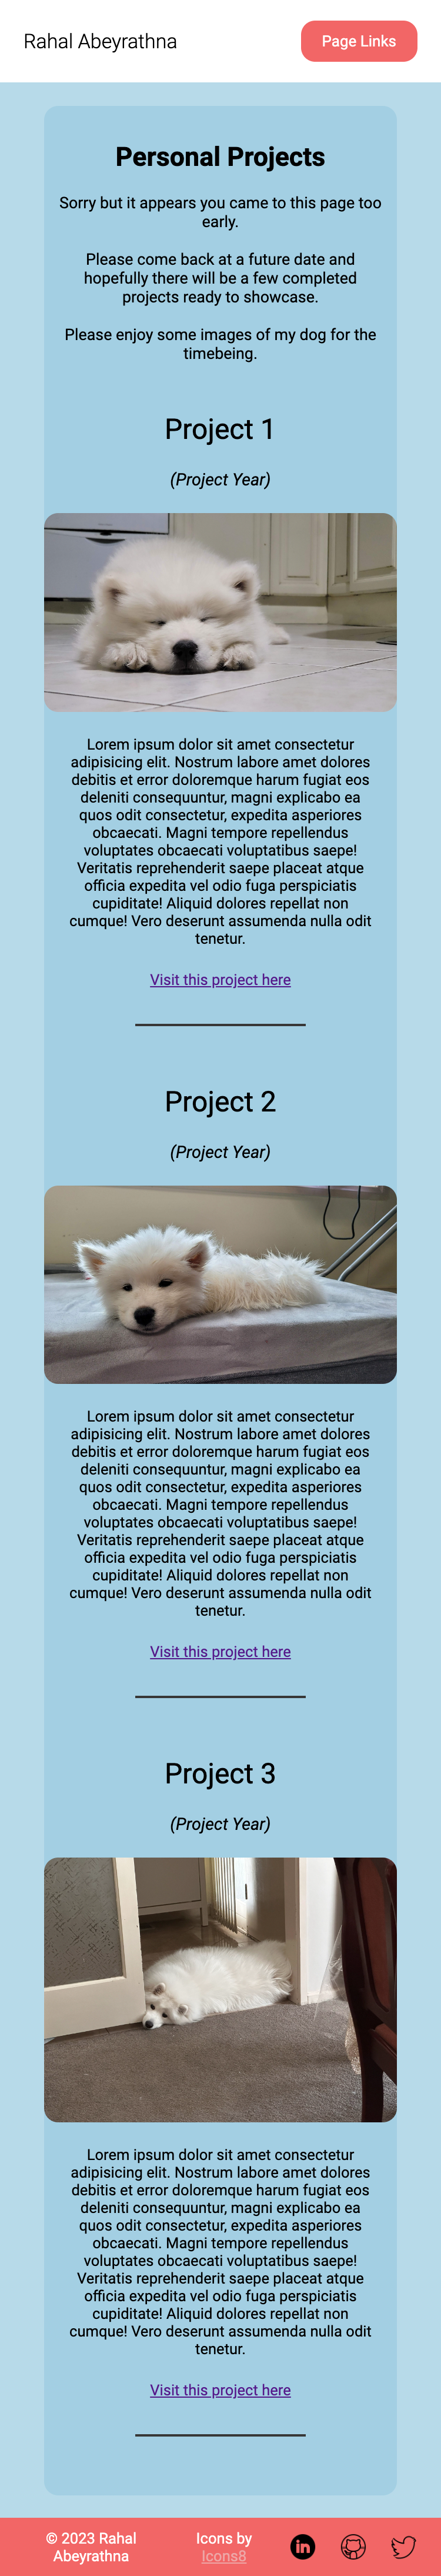 Rahal Abeyrathna
Page Links
Personal Projects
Sorry but it appears you came to this page too
early.
Please come back at a future date and
hopefully there will be a few completed
projects ready to showcase.
Please enjoy some images of my dog for the
timebeing.
Project 1
(Project Year)
Lorem ipsum dolor sit amet consectetur
adipisicing elit. Nostrum labore amet dolores
debitis et error doloremque harum fugiat eos
deleniti consequuntur, magni explicabo ea
quos odit consectetur, expedita asperiores
obcaecati. Magni tempore repellendus
voluptates obcaecati voluptatibus saepe!
Veritatis reprehenderit saepe placeat atque
officia expedita vel odio fuga perspiciatis
cupiditate! Aliquid dolores repellat non
cumque! Vero deserunt assumenda nulla odit
tenetur.
Visit this project here
Project 2
(Project Year)
Lorem ipsum dolor sit amet consectetur
adipisicing elit. Nostrum labore amet dolores
debitis et error doloremque harum fugiat eos
deleniti consequuntur, magni explicabo ea
quos odit consectetur, expedita asperiores
obcaecati. Magni tempore repellendus
voluptates obcaecati voluptatibus saepe!
Veritatis reprehenderit saepe placeat atque
officia expedita vel odio fuga perspiciatis
cupiditate! Aliquid dolores repellat non
cumque! Vero deserunt assumenda nulla odit
tenetur.
Visit this project here
Project 3
(Project Year)
Lorem ipsum dolor sit amet consectetur
adipisicing elit. Nostrum labore amet dolores
debitis et error doloremque harum fugiat eos
deleniti consequuntur, magni explicabo ea
quos odit consectetur, expedita asperiores
obcaecati. Magni tempore repellendus
voluptates obcaecati voluptatibus saepe!
Veritatis reprehenderit saepe placeat atque
officia expedita vel odio fuga perspiciatis
cupiditate! Aliquid dolores repellat non
cumque! Vero deserunt assumenda nulla odit
tenetur.
Visit this project here
© 2023 Rahal
Abeyrathna
Icons by
Icons8
in